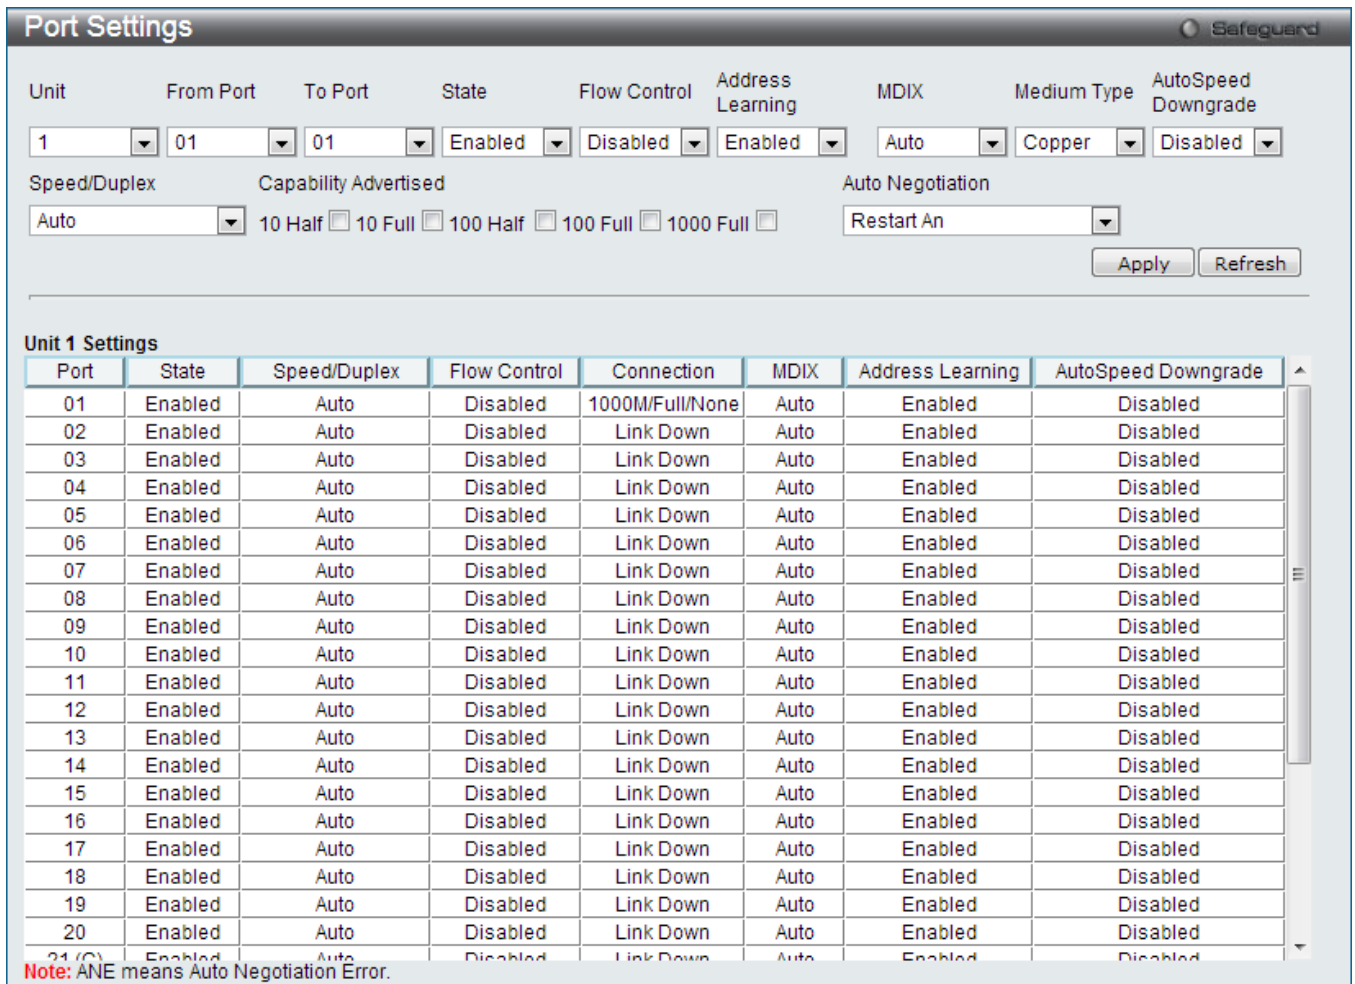 Port Settings
Safeguard
Unit From Port To Port State Flow Control Address Learning MDIX Medium Type AutoSpeed Downgrade
1 01 01 Enabled Disabled Enabled Auto Copper Disabled
Speed/Duplex Capability Advertised Auto Negotiation
Auto 10 Half 10 Full 100 Half 100 Full 1000 Full Restart An
Apply Refresh
Unit 1 Settings
Port State Speed/Duplex Flow Control Connection MDIX Address Learning AutoSpeed Downgrade
01 Enabled Auto Disabled 1000M/Full/None Auto Enabled Disabled
02 Enabled Auto Disabled Link Down Auto Enabled Disabled
03 Enabled Auto Disabled Link Down Auto Enabled Disabled
04 Enabled Auto Disabled Link Down Auto Enabled Disabled
05 Enabled Auto Disabled Link Down Auto Enabled Disabled
06 Enabled Auto Disabled Link Down Auto Enabled Disabled
07 Enabled Auto Disabled Link Down Auto Enabled Disabled
08 Enabled Auto Disabled Link Down Auto Enabled Disabled
09 Enabled Auto Disabled Link Down Auto Enabled Disabled
10 Enabled Auto Disabled Link Down Auto Enabled Disabled
11 Enabled Auto Disabled Link Down Auto Enabled Disabled
12 Enabled Auto Disabled Link Down Auto Enabled Disabled
13 Enabled Auto Disabled Link Down Auto Enabled Disabled
14 Enabled Auto Disabled Link Down Auto Enabled Disabled
15 Enabled Auto Disabled Link Down Auto Enabled Disabled
16 Enabled Auto Disabled Link Down Auto Enabled Disabled
17 Enabled Auto Disabled Link Down Auto Enabled Disabled
18 Enabled Auto Disabled Link Down Auto Enabled Disabled
19 Enabled Auto Disabled Link Down Auto Enabled Disabled
20 Enabled Auto Disabled Link Down Auto Enabled Disabled
21 (C) Enabled Auto Disabled Link Down Auto Enabled Disabled
Note: ANE means Auto Negotiation Error.